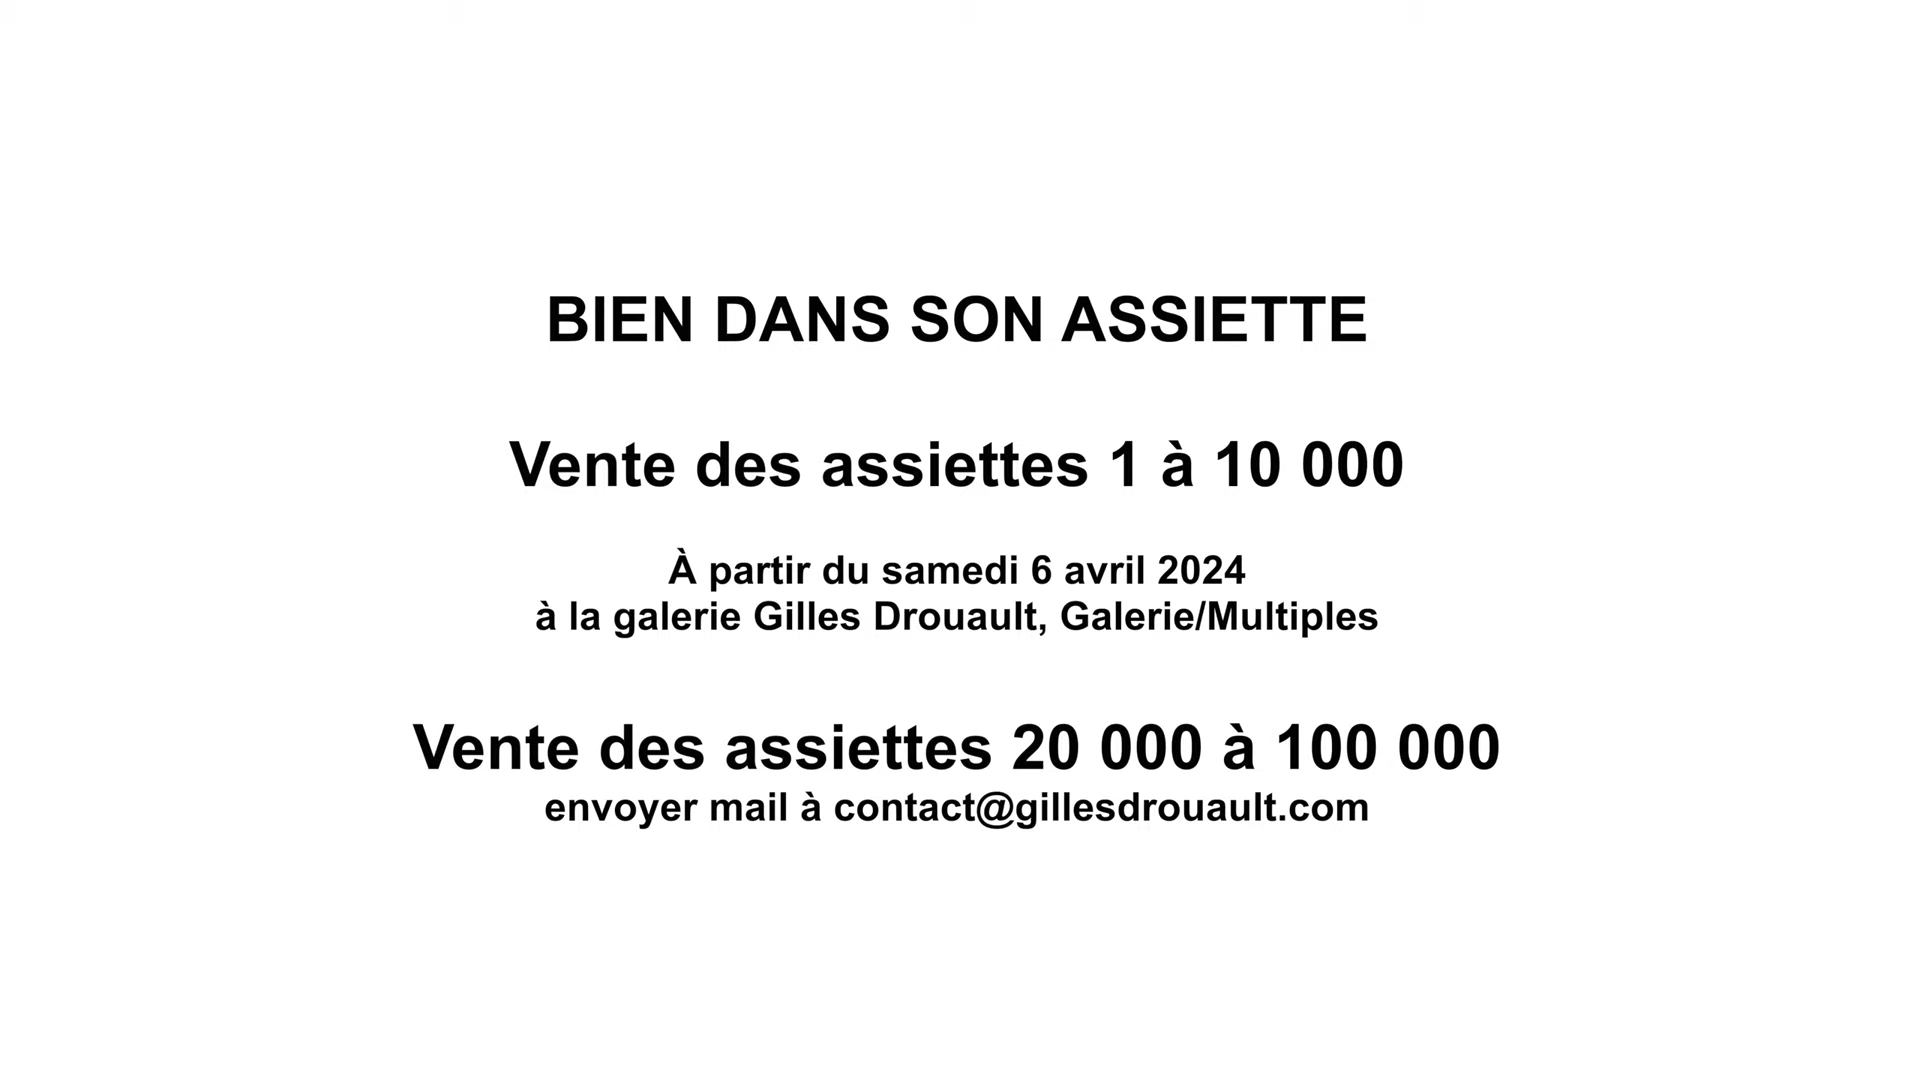 BIEN DANS SON ASSIETTE
Vente des assiettes 1 à 10 000
À partir du samedi 6 avril 2024
à la galerie Gilles Drouault, Galerie/Multiples
Vente des assiettes 20 000 à 100 000
envoyer mail à contact@gillesdrouault.com